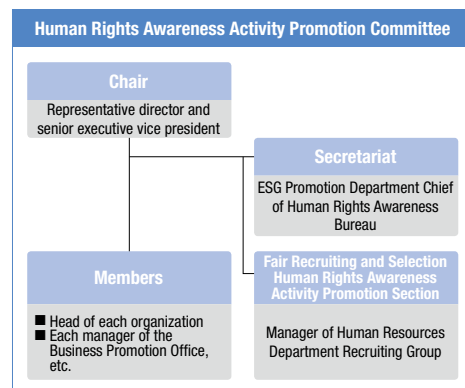 Human Rights Awareness Activity Promotion Committee
Chair
Representative director and
senior executive vice president
Secretariat
ESG Promotion Department Chief
of Human Rights Awareness
Bureau
Members
■ Head of each organization
■ Each manager of the
Business Promotion Office,
etc.
Fair Recruiting and Selection
Human Rights Awareness
Activity Promotion Section
Manager of Human Resources
Department Recruiting Group